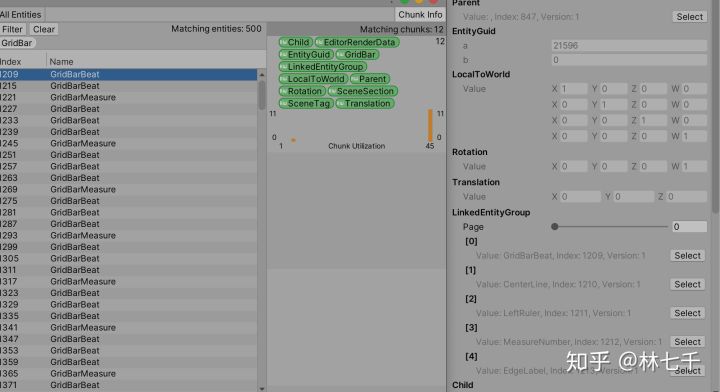 All Entities
Chunk Info
Filter Clear Matching entities: 500
GridBar
Index Name
1209 GridBarBeat
1215 GridBarBeat
1221 GridBarMeasure
1227 GridBarBeat
1233 GridBarBeat
1239 GridBarBeat
1245 GridBarMeasure
1251 GridBarBeat
1257 GridBarBeat
1263 GridBarBeat
1269 GridBarMeasure
1275 GridBarBeat
1281 GridBarBeat
1287 GridBarBeat
1293 GridBarMeasure
1299 GridBarBeat
1305 GridBarBeat
1311 GridBarBeat
1317 GridBarMeasure
1323 GridBarBeat
1329 GridBarBeat
1335 GridBarBeat
1341 GridBarMeasure
1347 GridBarBeat
1353 GridBarBeat
1359 GridBarBeat
1365 GridBarMeasure
1371 GridBarBeat
Matching chunks: 12
Child EditorRenderData 12
EntityGuid GridBar
LinkedEntityGroup
LocalToWorld Parent
Rotation SceneSection
SceneTag Translation
11 11
0 0
1 Chunk Utilization 45
Parent
Value: , Index: 847, Version: 1 Select
EntityGuid
a 21596
b 0
LocalToWorld
Value X 1 Y 0 Z 0 W 0
X 0 Y 1 Z 0 W 0
X 0 Y 0 Z 1 W 0
X 0 Y 0 Z 0 W 1
Rotation
Value X 0 Y 0 Z 0 W 1
Translation
Value X 0 Y 0 Z 0
LinkedEntityGroup
Page 0
[0]
Value: GridBarBeat, Index: 1209, Version: 1 Select
[1]
Value: CenterLine, Index: 1210, Version: 1 Select
[2]
Value: LeftRuler, Index: 1211, Version: 1 Select
[3]
Value: MeasureNumber, Index: 1212, Version: 1 Select
[4]
Value: EdgeLabel, Index: 1213, Version: 1 Select
Child
知乎 @林七千